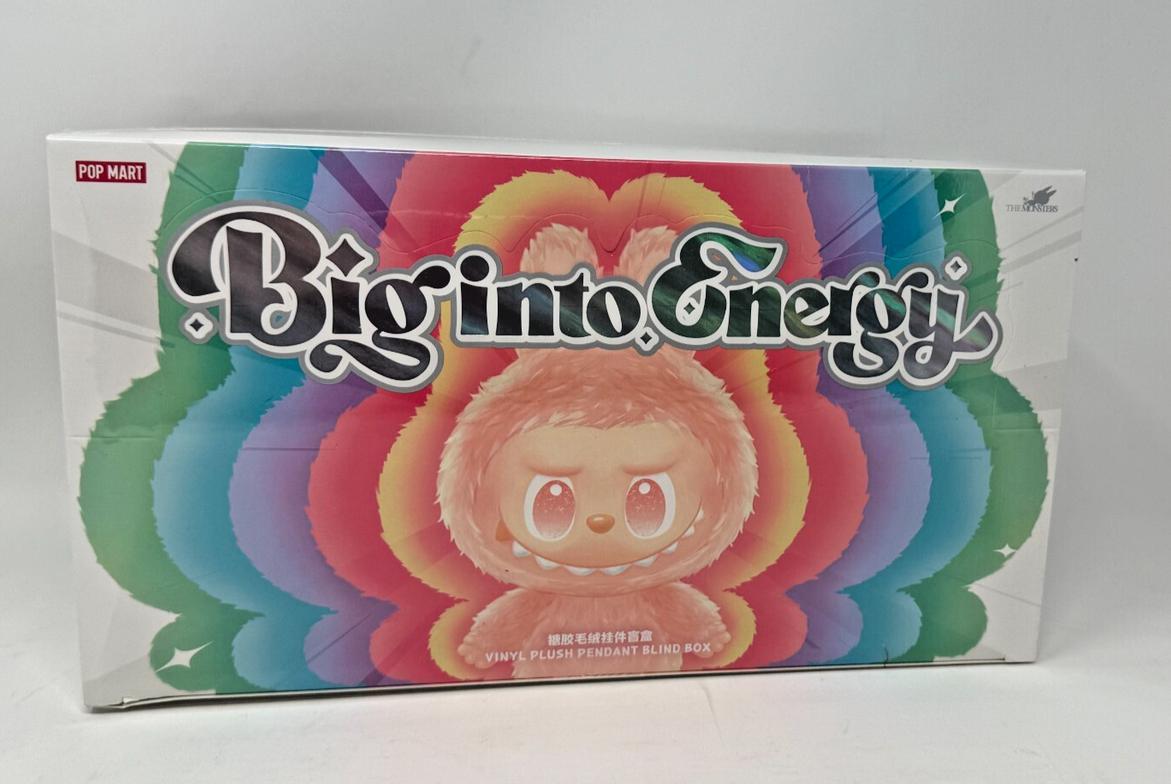 POP MART
THE MONSTERS
Big into Energy
搪胶毛绒挂件盲盒
VINYL PLUSH PENDANT BLIND BOX